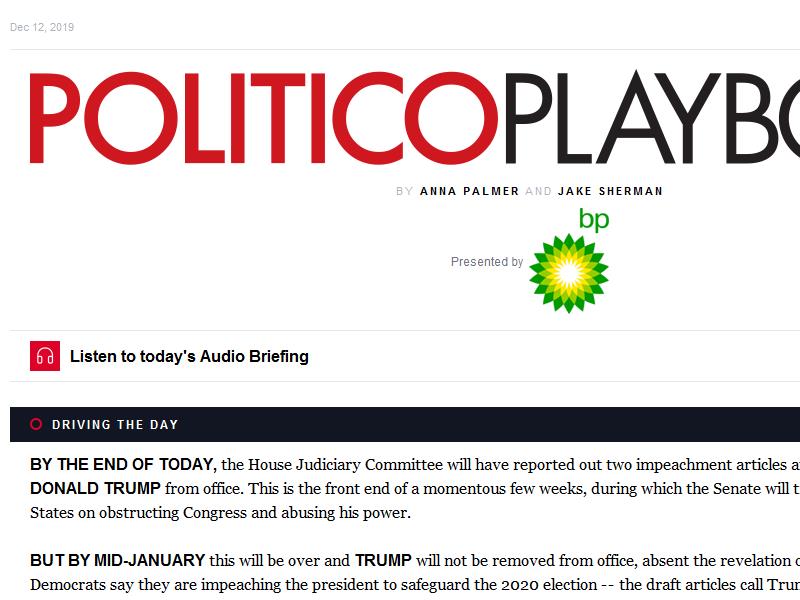 Dec 12, 2019
POLITICOPLAYBO
BY ANNA PALMER AND JAKE SHERMAN
bp
Presented by
Listen to today's Audio Briefing
DRIVING THE DAY
BY THE END OF TODAY, the House Judiciary Committee will have reported out two impeachment articles
DONALD TRUMP from office. This is the front end of a momentous few weeks, during which the Senate will
States on obstructing Congress and abusing his power.
BUT BY MID-JANUARY this will be over and TRUMP will not be removed from office, absent the revelation
Democrats say they are impeaching the president to safeguard the 2020 election -- the draft articles call